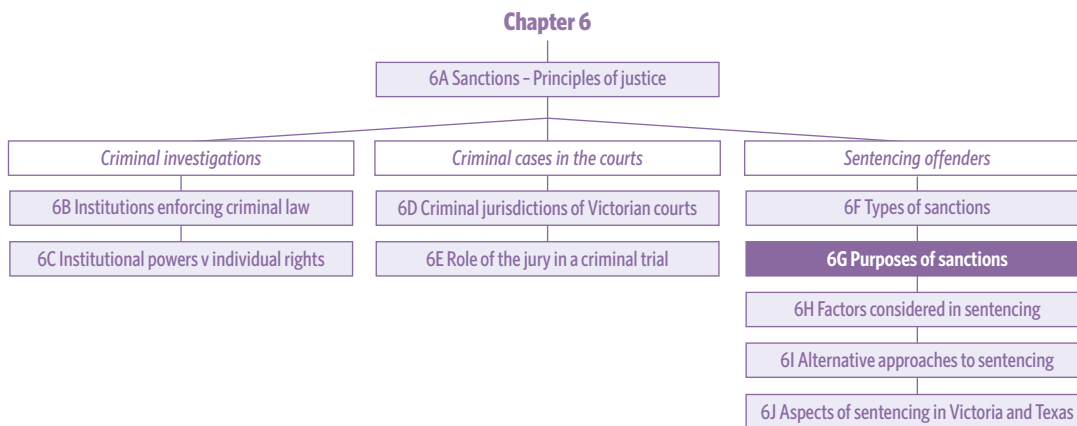 Chapter 6
6A Sanctions – Principles of justice
Criminal investigations
6B Institutions enforcing criminal law
6C Institutional powers v individual rights
Criminal cases in the courts
6D Criminal jurisdictions of Victorian courts
6E Role of the jury in a criminal trial
Sentencing offenders
6F Types of sanctions
6G Purposes of sanctions
6H Factors considered in sentencing
6I Alternative approaches to sentencing
6J Aspects of sentencing in Victoria and Texas